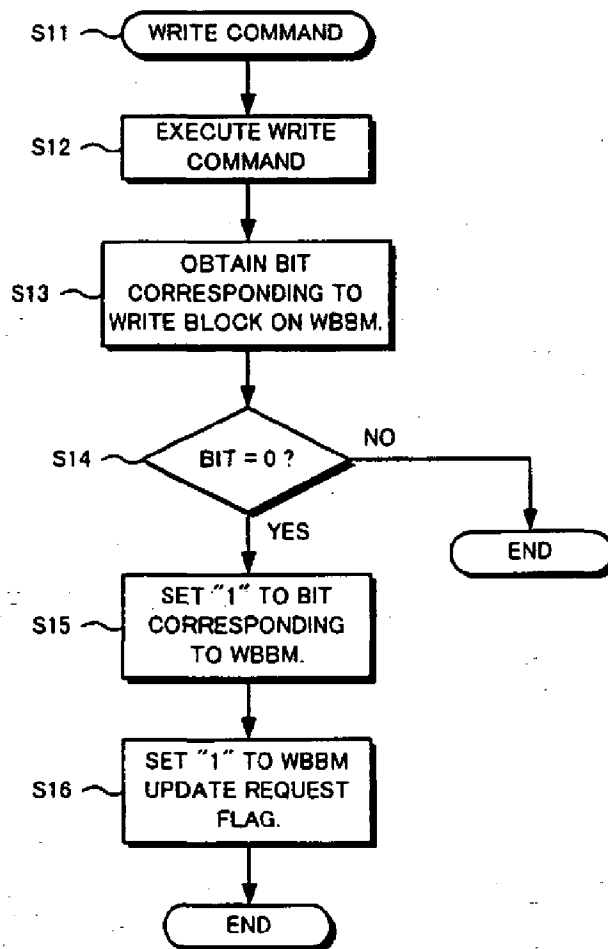 S11
WRITE COMMAND
S12
EXECUTE WRITE
COMMAND
S13
OBTAIN BIT
CORRESPONDING TO
WRITE BLOCK ON WBBM.
S14
BIT = 0 ?
NO
YES
END
S15
SET "1" TO BIT
CORRESPONDING
TO WBBM.
S16
SET "1" TO WBBM
UPDATE REQUEST
FLAG.
END